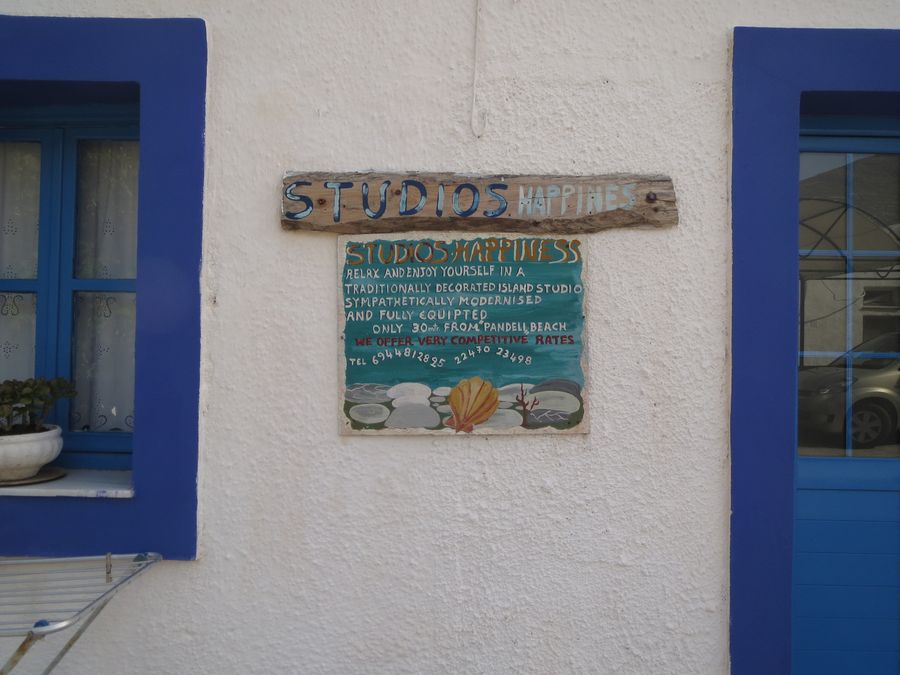 STUDIOS HAPPINES
STUDIOS HAPPINESS
RELAX AND ENJOY YOURSELF IN A
TRADITIONALLY DECORATED ISLAND STUDIO
SYMPATHETICALLY MODERNISED
AND FULLY EQUIPTED
ONLY 30mtr FROM "PANDELI" BEACH
WE OFFER VERY COMPETITIVE RATES
TEL 6944812825 22470 23498